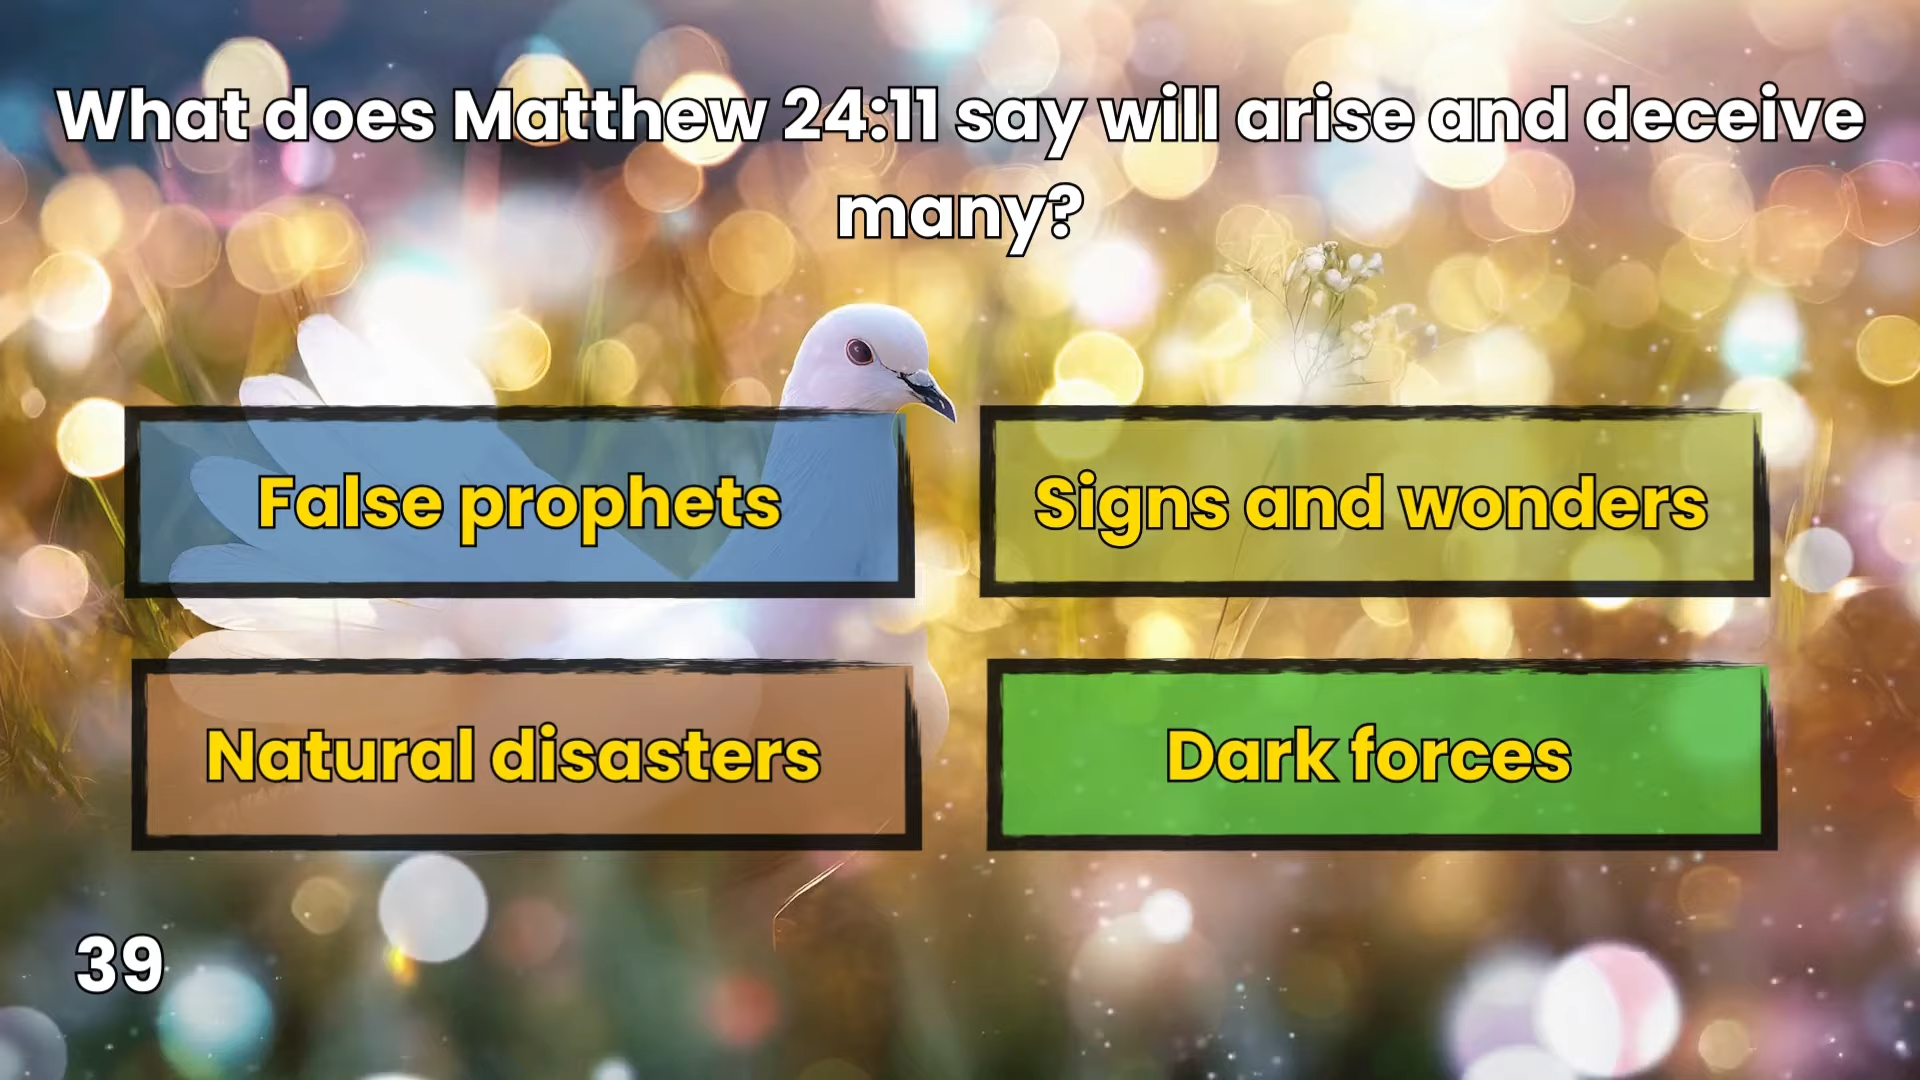 What does Matthew 24:11 say will arise and deceive
many?
False prophets
Signs and wonders
Natural disasters
Dark forces
39